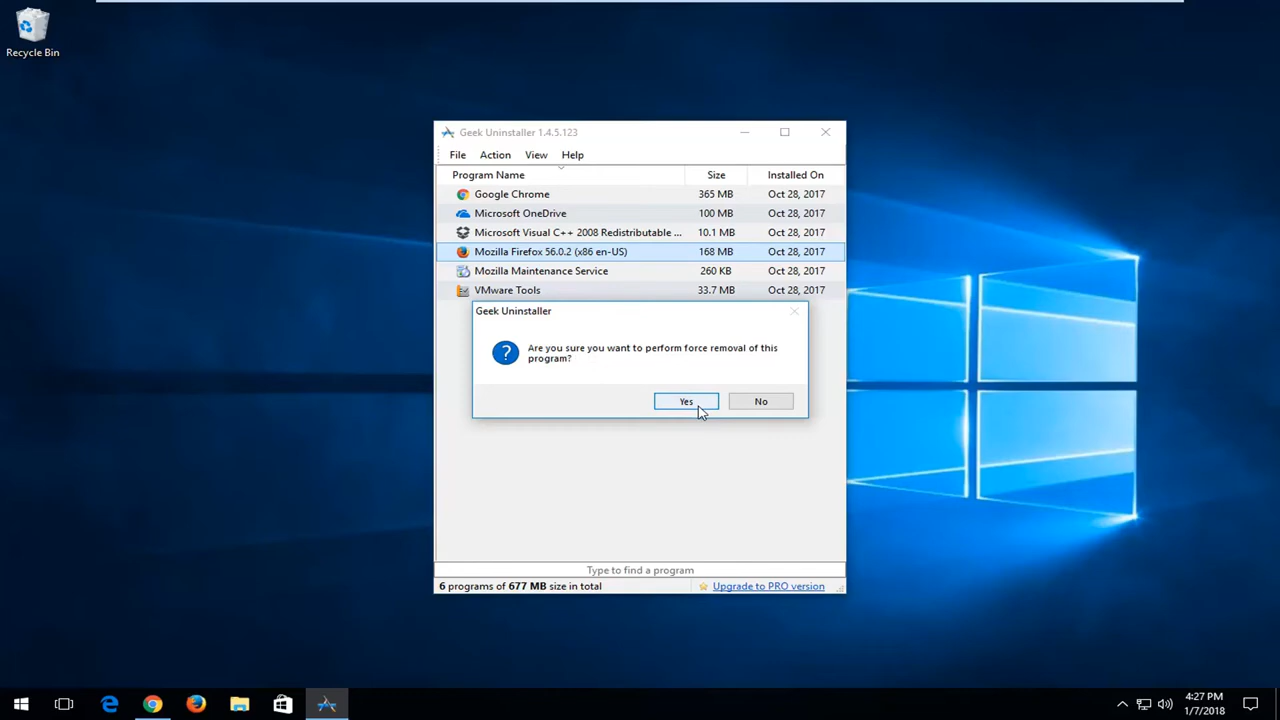 Recycle Bin
Geek Uninstaller 1.4.5.123
File Action View Help
Program Name Size Installed On
Google Chrome 365 MB Oct 28, 2017
Microsoft OneDrive 100 MB Oct 28, 2017
Microsoft Visual C++ 2008 Redistributable ... 10.1 MB Oct 28, 2017
Mozilla Firefox 56.0.2 (x86 en-US) 168 MB Oct 28, 2017
Mozilla Maintenance Service 260 KB Oct 28, 2017
VMware Tools 33.7 MB Oct 28, 2017
Geek Uninstaller
Are you sure you want to perform force removal of this
program?
Yes No
Type to find a program
6 programs of 677 MB size in total Upgrade to PRO version
4:27 PM
1/7/2018